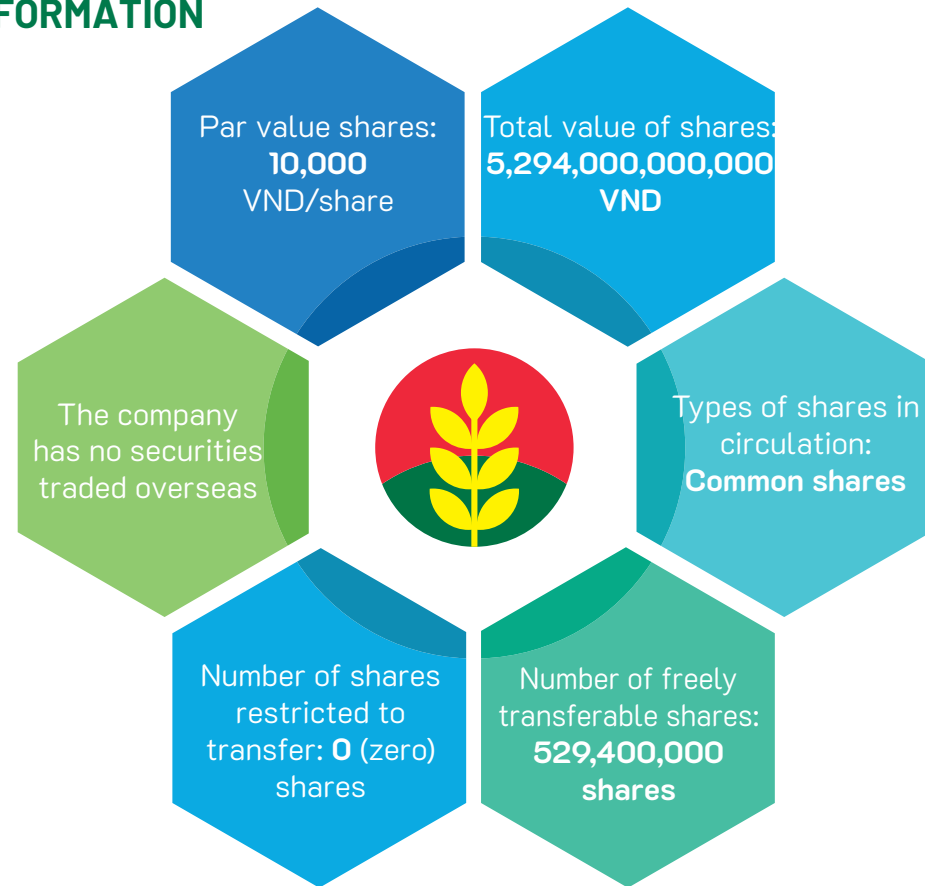 FORMATION
Par value shares:
10,000
VND/share
Total value of shares:
5,294,000,000,000
VND
The company
has no securities
traded overseas
Types of shares in
circulation:
Common shares
Number of shares
restricted to
transfer: 0 (zero)
shares
Number of freely
transferable shares:
529,400,000
shares